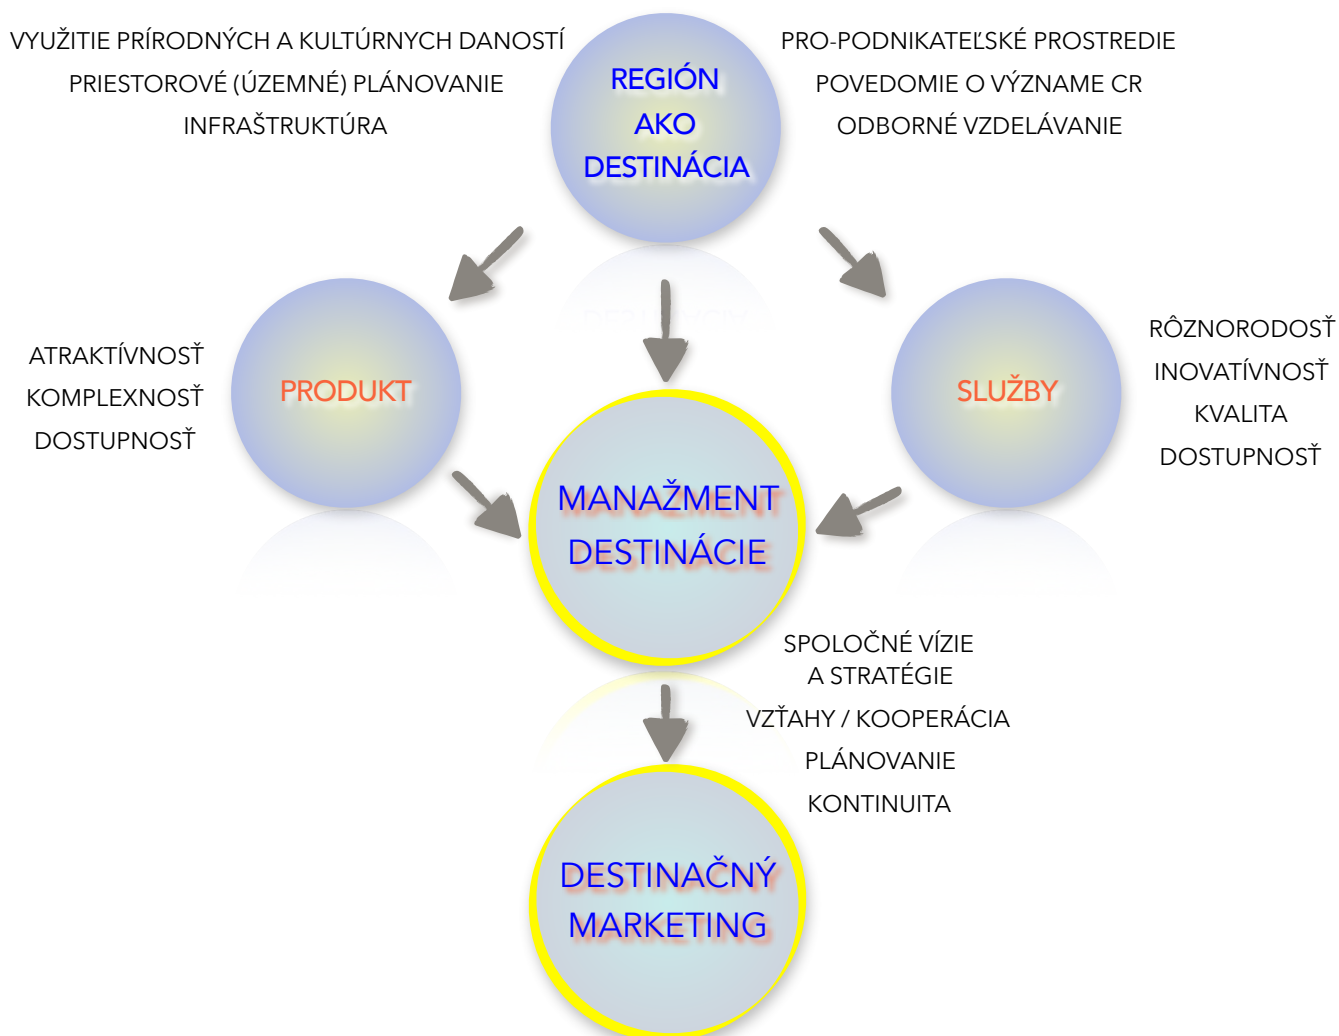 VYUŽITIE PRÍRODNÝCH A KULTÚRNYCH DANOSTÍ
PRIESTOROVÉ (ÚZEMNÉ) PLÁNOVANIE
INFRAŠTRUKTÚRA
REGIÓN
AKO
DESTINÁCIA
PRO-PODNIKATEĽSKÉ PROSTREDIE
POVEDOMIE O VÝZNAME CR
ODBORNÉ VZDELÁVANIE
ATRAKTÍVNOSŤ
KOMPLEXNOSŤ
DOSTUPNOSŤ
PRODUKT
SLUŽBY
RÔZNORODOSŤ
INOVATÍVNOSŤ
KVALITA
DOSTUPNOSŤ
MANAŽMENT
DESTINÁCIE
SPOLOČNÉ VÍZIE
A STRATÉGIE
VZŤAHY / KOOPERÁCIA
PLÁNOVANIE
KONTINUITA
DESTINAČNÝ
MARKETING